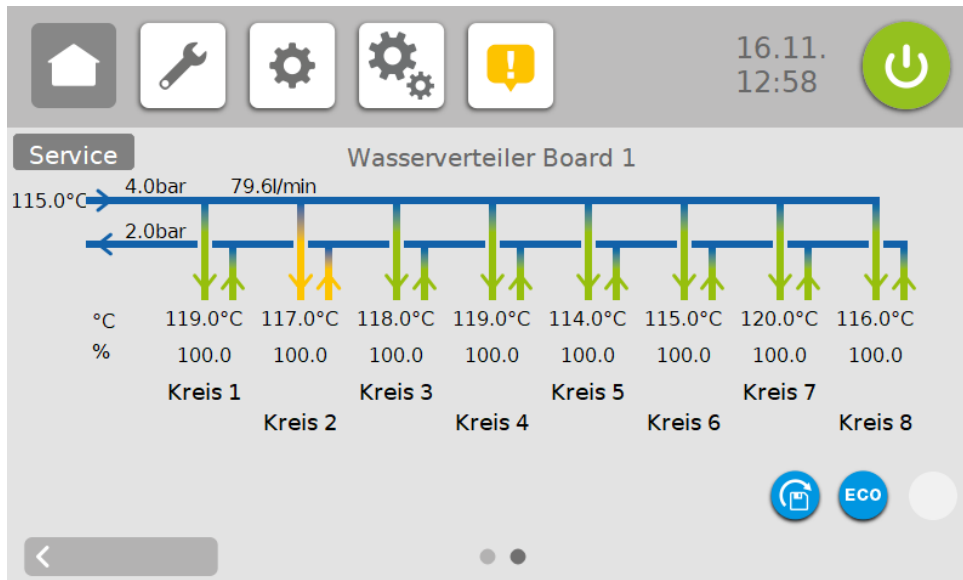 16.11.
12:58
Service
Wasserverteiler Board 1
4.0bar 79.6l/min
115.0°C
2.0bar
°C 119.0°C 117.0°C 118.0°C 119.0°C 114.0°C 115.0°C 120.0°C 116.0°C
% 100.0 100.0 100.0 100.0 100.0 100.0 100.0 100.0
Kreis 1 Kreis 3 Kreis 5 Kreis 7
Kreis 2 Kreis 4 Kreis 6 Kreis 8
ECO